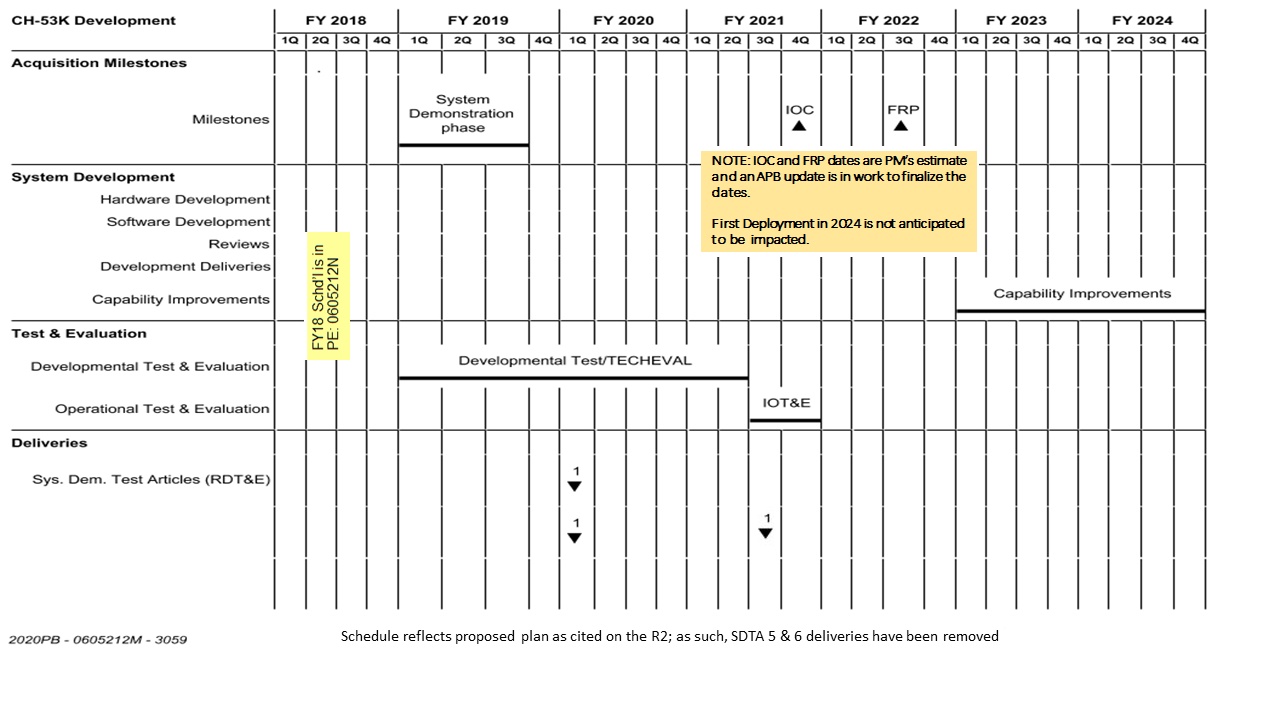 CH-53K Development FY 2018 FY 2019 FY 2020 FY 2021 FY 2022 FY 2023 FY 2024
1Q 2Q 3Q 4Q 1Q 2Q 3Q 4Q 1Q 2Q 3Q 4Q 1Q 2Q 3Q 4Q 1Q 2Q 3Q 4Q 1Q 2Q 3Q 4Q 1Q 2Q 3Q 4Q
Acquisition Milestones
Milestones
System
Demonstration
phase
IOC
FRP
NOTE: IOC and FRP dates are PM's estimate
and an APB update is in work to finalize the
dates.
First Deployment in 2024 is not anticipated
to be impacted.
System Development
Hardware Development
Software Development
Reviews
Development Deliveries
Capability Improvements
Capability Improvements
FY18 Schd'l is in
PE: 0605212N
Test & Evaluation
Developmental Test & Evaluation
Developmental Test/TECHEVAL
Operational Test & Evaluation
IOT&E
Deliveries
Sys. Dem. Test Articles (RDT&E)
1
1
1
2020PB - 0605212M - 3059
Schedule reflects proposed plan as cited on the R2; as such, SDTA 5 & 6 deliveries have been removed